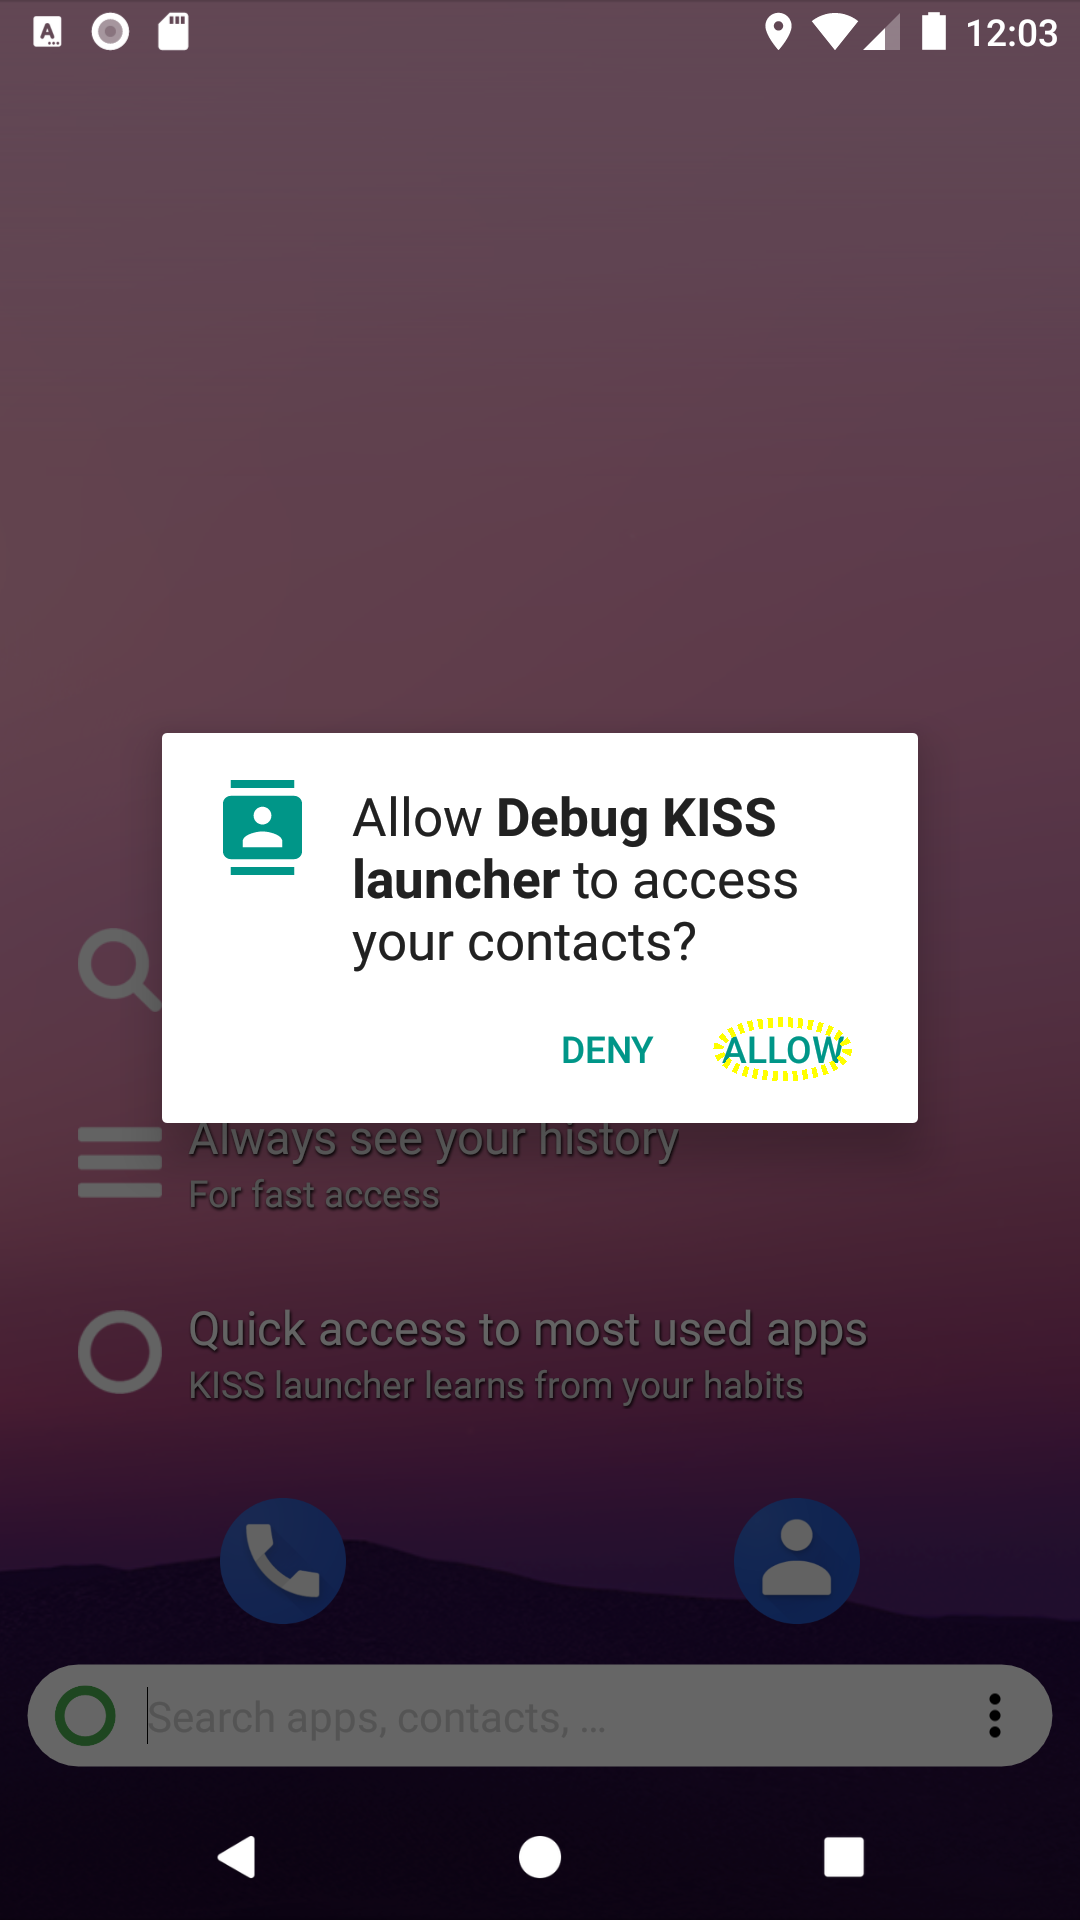 12:03
Allow Debug KISS
launcher to access
your contacts?
DENY ALLOW
Always see your history
For fast access
Quick access to most used apps
KISS launcher learns from your habits
Search apps, contacts, ...